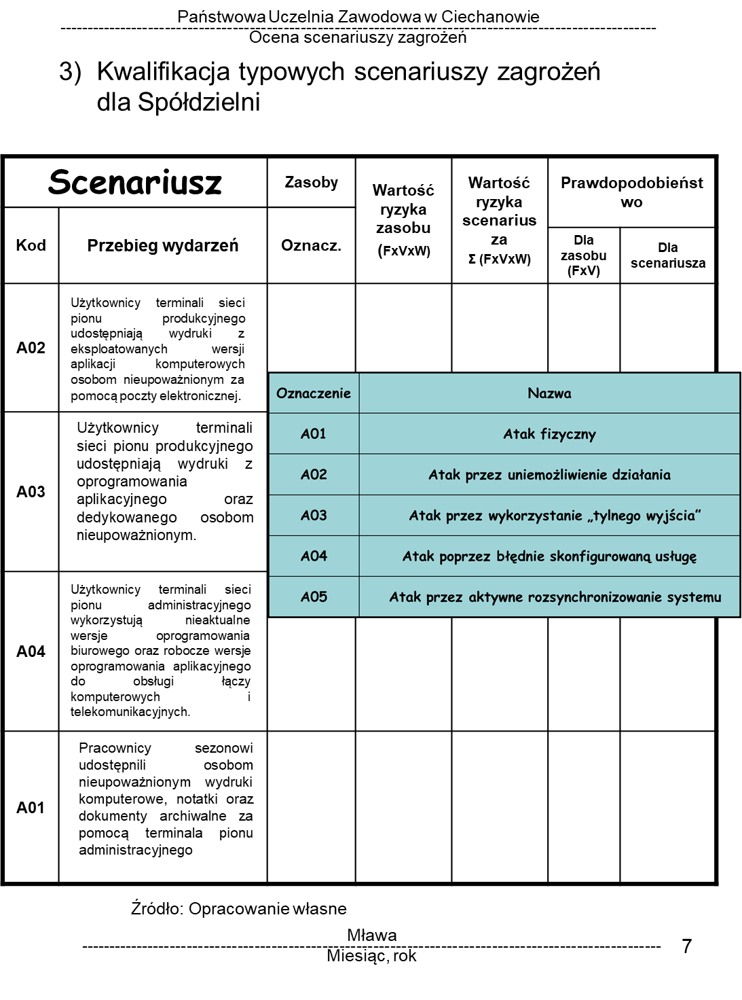 Państwowa Uczelnia Zawodowa w Ciechanowie
Ocena scenariuszy zagrożeń
3) Kwalifikacja typowych scenariuszy zagrożeń
dla Spółdzielni
Scenariusz
Zasoby
Wartość
ryzyka
zasobu
(FxVxW)
Wartość
ryzyka
scenarius
za
Σ (FxVxW)
Prawdopodobieńst
wo
Kod
Przebieg wydarzeń
Oznacz.
Dla
zasobu
(FxV)
Dla
scenariusza
A02
Użytkownicy terminali sieci
pionu produkcyjnego
udostępniają wydruki z
eksploatowanych wersji
aplikacji komputerowych
osobom nieupoważnionym za
pomocą poczty elektronicznej.
A03
Użytkownicy terminali
sieci pionu produkcyjnego
udostępniają wydruki z
oprogramowania
aplikacyjnego oraz
dedykowanego osobom
nieupoważnionym.
A04
Użytkownicy terminali sieci
pionu administracyjnego
wykorzystują nieaktualne
wersje oprogramowania
biurowego oraz robocze wersje
oprogramowania aplikacyjnego
do obsługi łączy
komputerowych i
telekomunikacyjnych.
A01
Pracownicy sezonowi
udostępnili osobom
nieupoważnionym wydruki
komputerowe, notatki oraz
dokumenty archiwalne za
pomocą terminala pionu
administracyjnego
Oznaczenie Nazwa
A01 Atak fizyczny
A02 Atak przez uniemożliwienie działania
A03 Atak przez wykorzystanie „tylnego wyjścia”
A04 Atak poprzez błędnie skonfigurowaną usługę
A05 Atak przez aktywne rozsynchronizowanie systemu
Źródło: Opracowanie własne
Mława
Miesiąc, rok
7